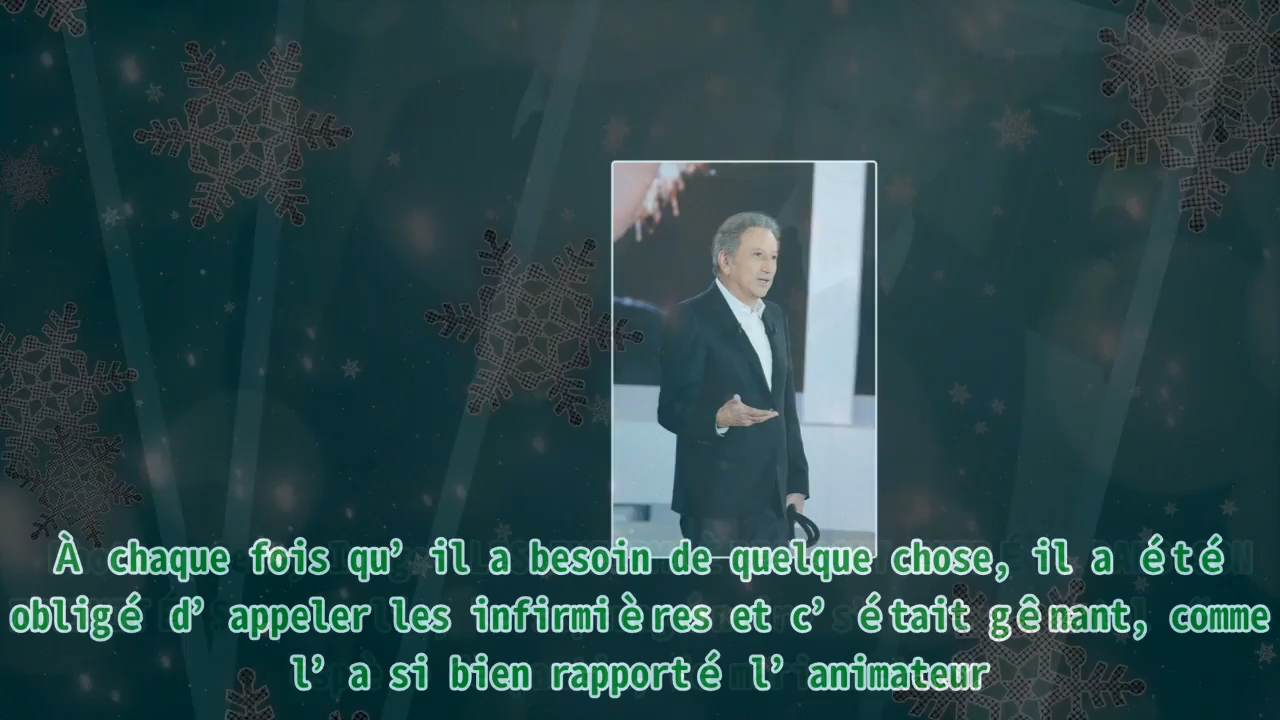 À chaque fois qu’ il a besoin de quelque chose, il a été
obligé d’ appeler les infirmières et c’ était gênant, comme
l’ a si bien rapporté l’ animateur